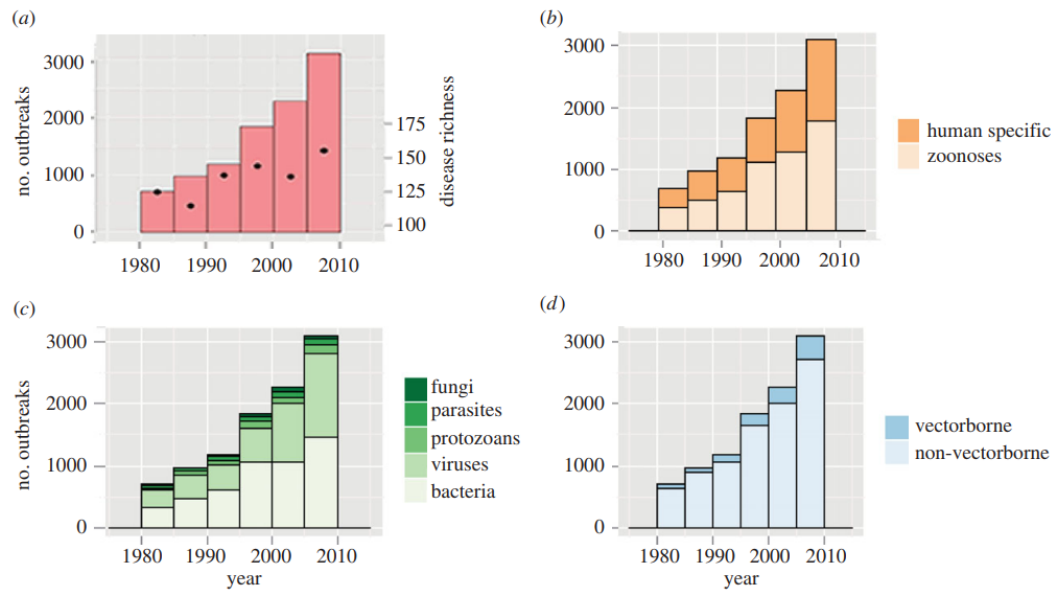 (a)
3000
2000
1000
0
no. outbreaks
175
150
125
100
disease richness
1980 1990 2000 2010
(b)
3000
2000
1000
0
1980 1990 2000 2010
human specific
zoonoses
(c)
3000
2000
1000
0
no. outbreaks
1980 1990 2000 2010
year
fungi
parasites
protozoans
viruses
bacteria
(d)
3000
2000
1000
0
1980 1990 2000 2010
year
vectorborne
non-vectorborne